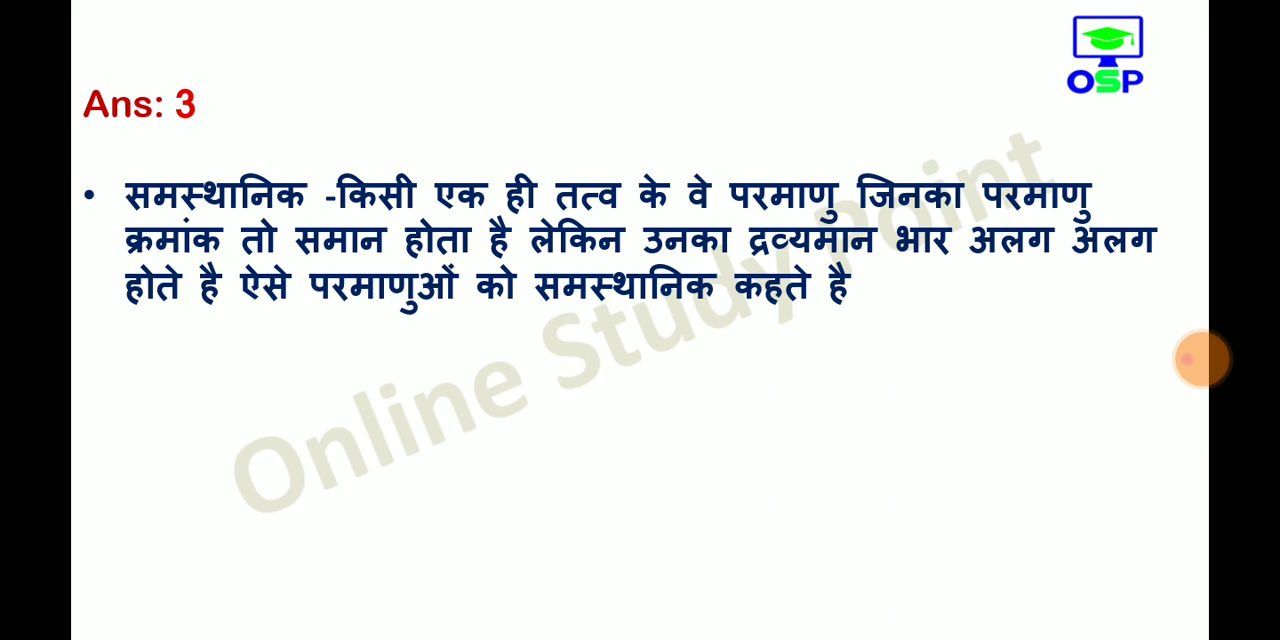 OSP
Ans: 3
• समस्थानिक -किसी एक ही तत्व के वे परमाणु जिनका परमाणु
क्रमांक तो समान होता है लेकिन उनका द्रव्यमान भार अलग अलग
होते है ऐसे परमाणुओं को समस्थानिक कहते है
Online Study Point